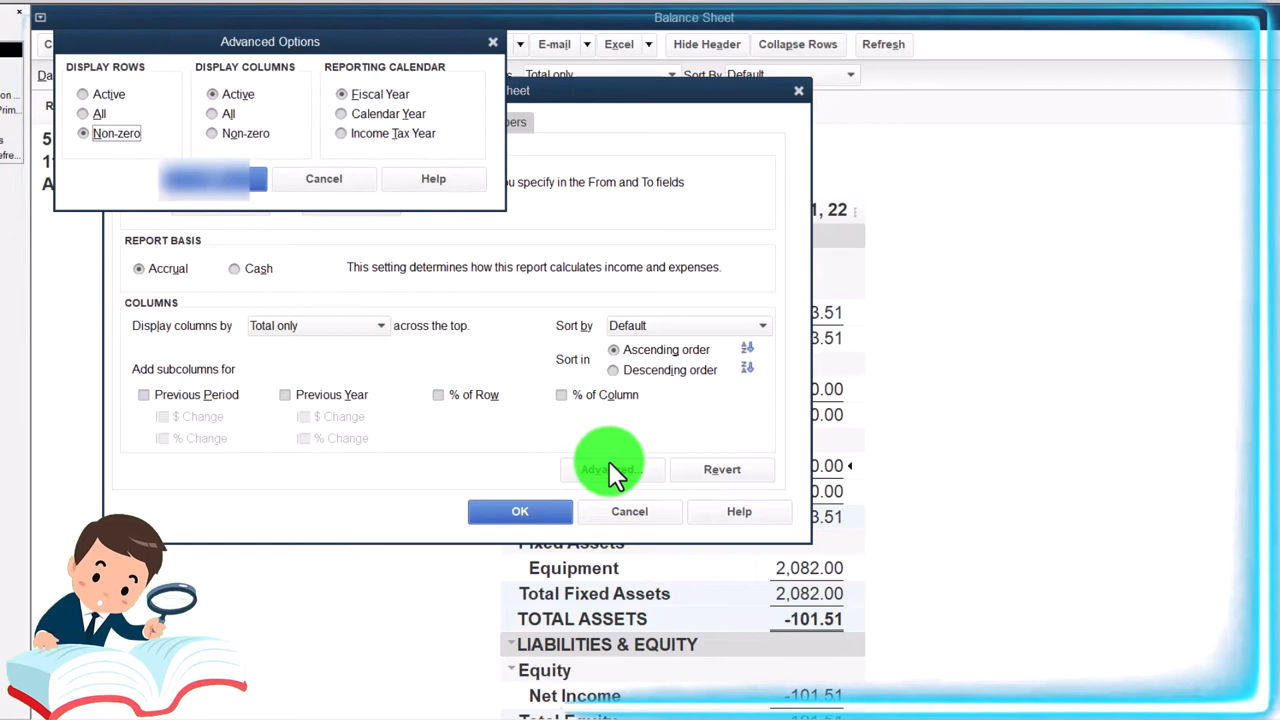 Balance Sheet
E-mail Excel Hide Header Collapse Rows Refresh
Total only Sort By Default
Advanced Options
DISPLAY ROWS DISPLAY COLUMNS REPORTING CALENDAR
Active Active Fiscal Year
All All Calendar Year
Non-zero Non-zero Income Tax Year
Cancel Help
you specify in the From and To fields
1, 22
REPORT BASIS
Accrual Cash This setting determines how this report calculates income and expenses.
COLUMNS
Display columns by Total only across the top. Sort by Default
Sort in Ascending order
Descending order
Add subcolumns for
Previous Period Previous Year % of Row % of Column
$ Change $ Change
% Change % Change
Advanced... Revert
OK Cancel Help
Fixed Assets
Equipment 2,082.00
Total Fixed Assets 2,082.00
TOTAL ASSETS -101.51
LIABILITIES & EQUITY
Equity
Net Income -101.51